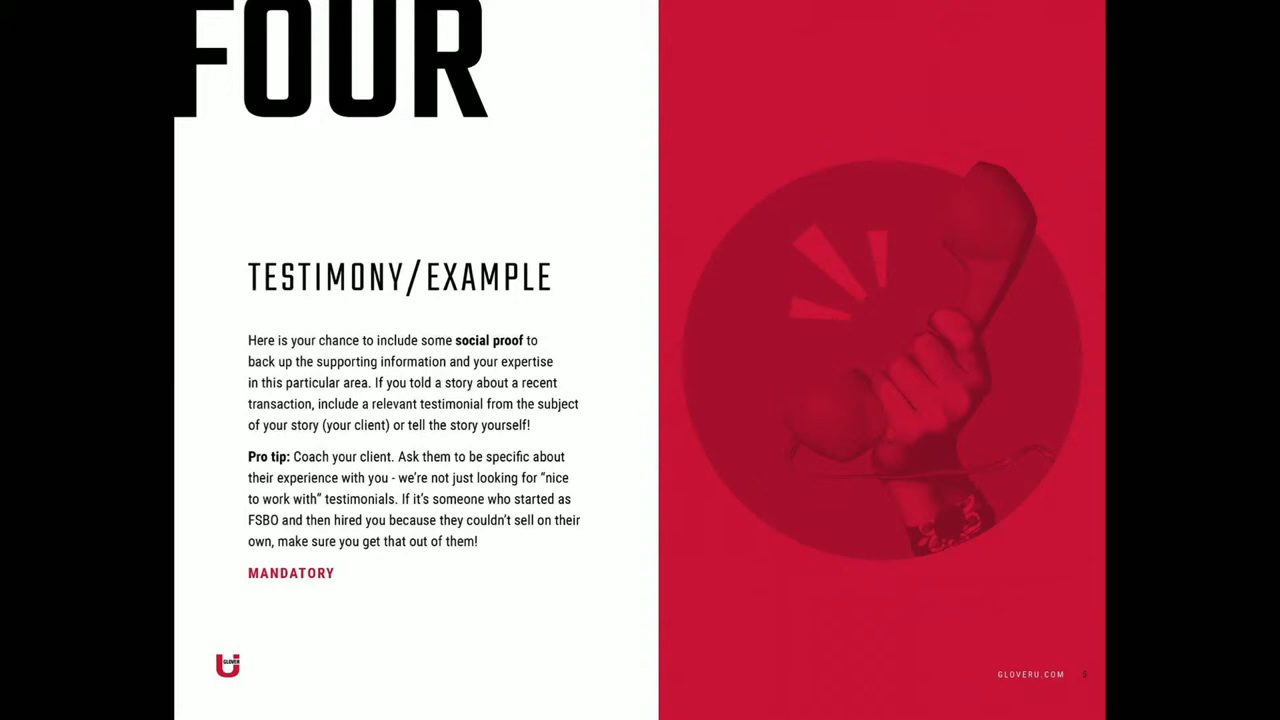 FOUR
TESTIMONY/EXAMPLE
Here is your chance to include some social proof to
back up the supporting information and your expertise
in this particular area. If you told a story about a recent
transaction, include a relevant testimonial from the subject
of your story (your client) or tell the story yourself!
Pro tip: Coach your client. Ask them to be specific about
their experience with you - we're not just looking for “nice
to work with” testimonials. If it's someone who started as
FSBO and then hired you because they couldn't sell on their
own, make sure you get that out of them!
MANDATORY
GLOVER
U
GLOVERU.COM